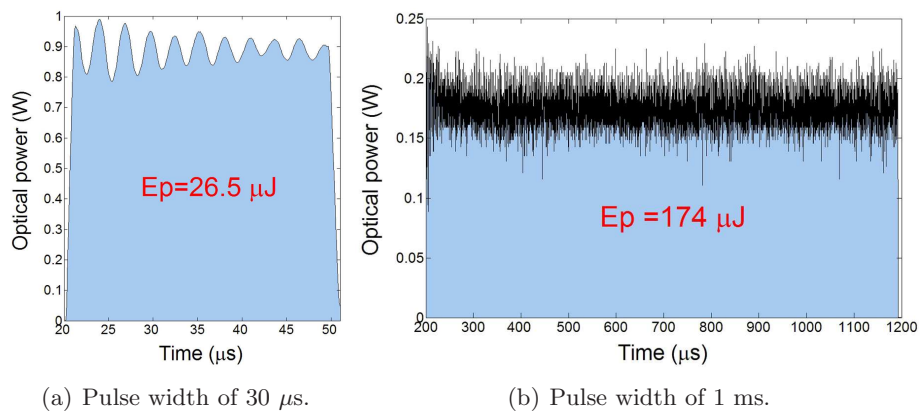 1
0.9
0.8
0.7
0.6
0.5
0.4
0.3
0.2
0.1
0
Optical power (W)
Ep=26.5 μJ
20 25 30 35 40 45 50
Time (μs)
(a) Pulse width of 30 μs.
0.25
0.2
0.15
0.1
0.05
0
Optical power (W)
Ep =174 μJ
200 300 400 500 600 700 800 900 1000 1100 1200
Time (μs)
(b) Pulse width of 1 ms.